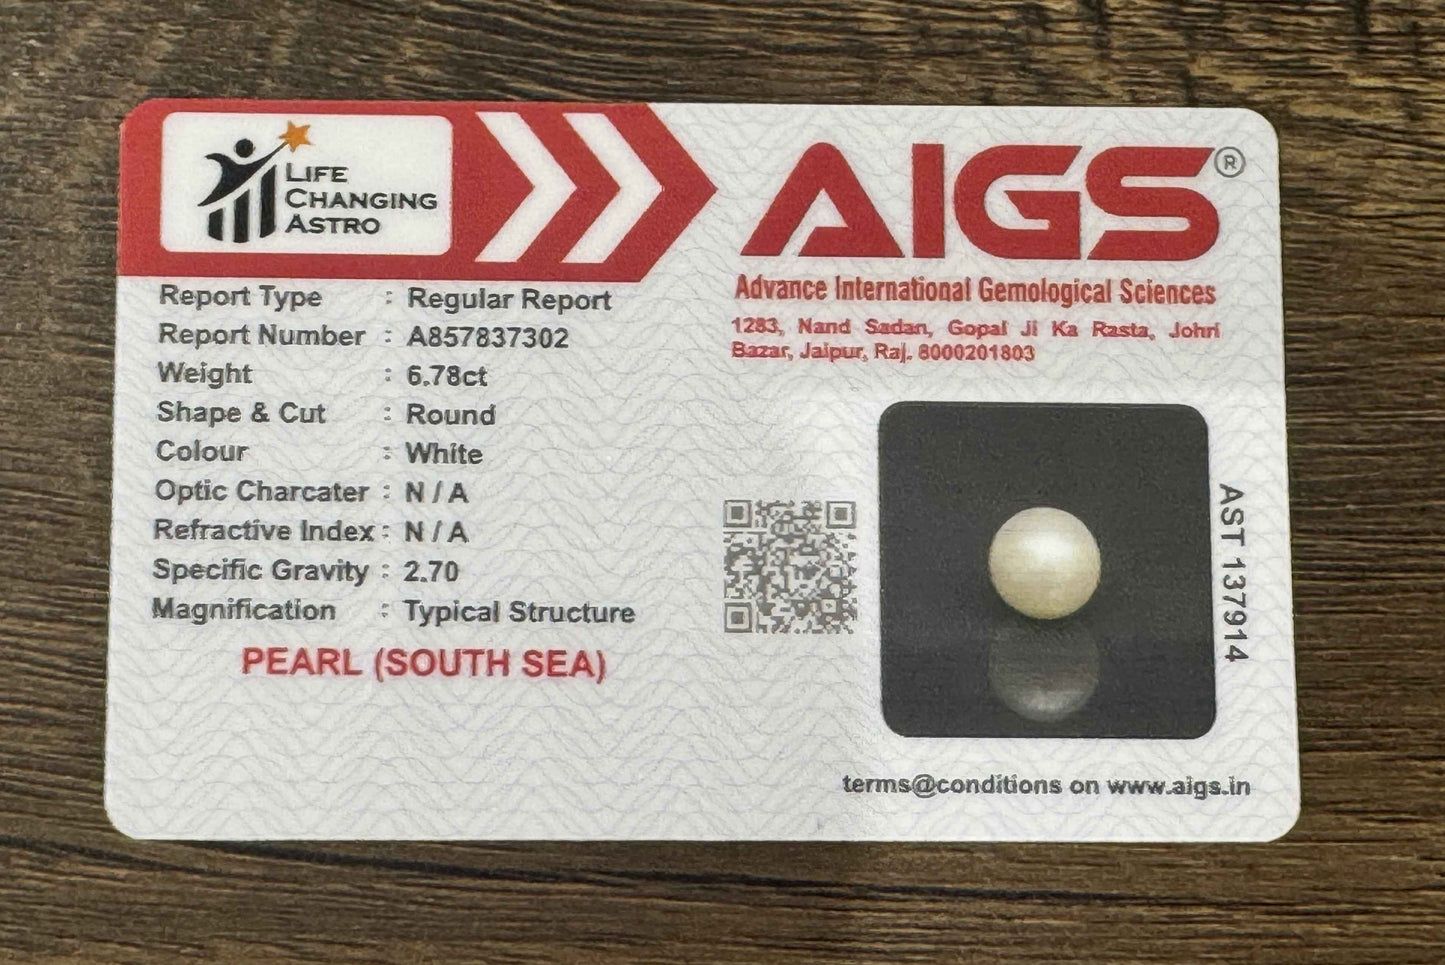 LIFE
CHANGING
ASTRO
AIGS®
Advance International Gemological Sciences
1283, Nand Sadan, Gopal Ji Ka Rasta, Johri
Bazar, Jaipur, Raj. 8000201803
Report Type : Regular Report
Report Number : A857837302
Weight : 6.78ct
Shape & Cut : Round
Colour : White
Optic Charcater : N / A
Refractive Index : N / A
Specific Gravity : 2.70
Magnification : Typical Structure
PEARL (SOUTH SEA)
AST 137914
terms@conditions on www.aigs.in